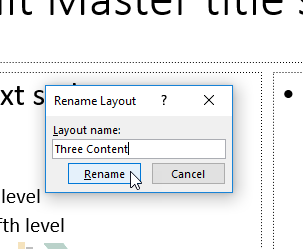 Master title
xt
Rename Layout ?
Layout name:
Three Content
Rename Cancel
level
fth level